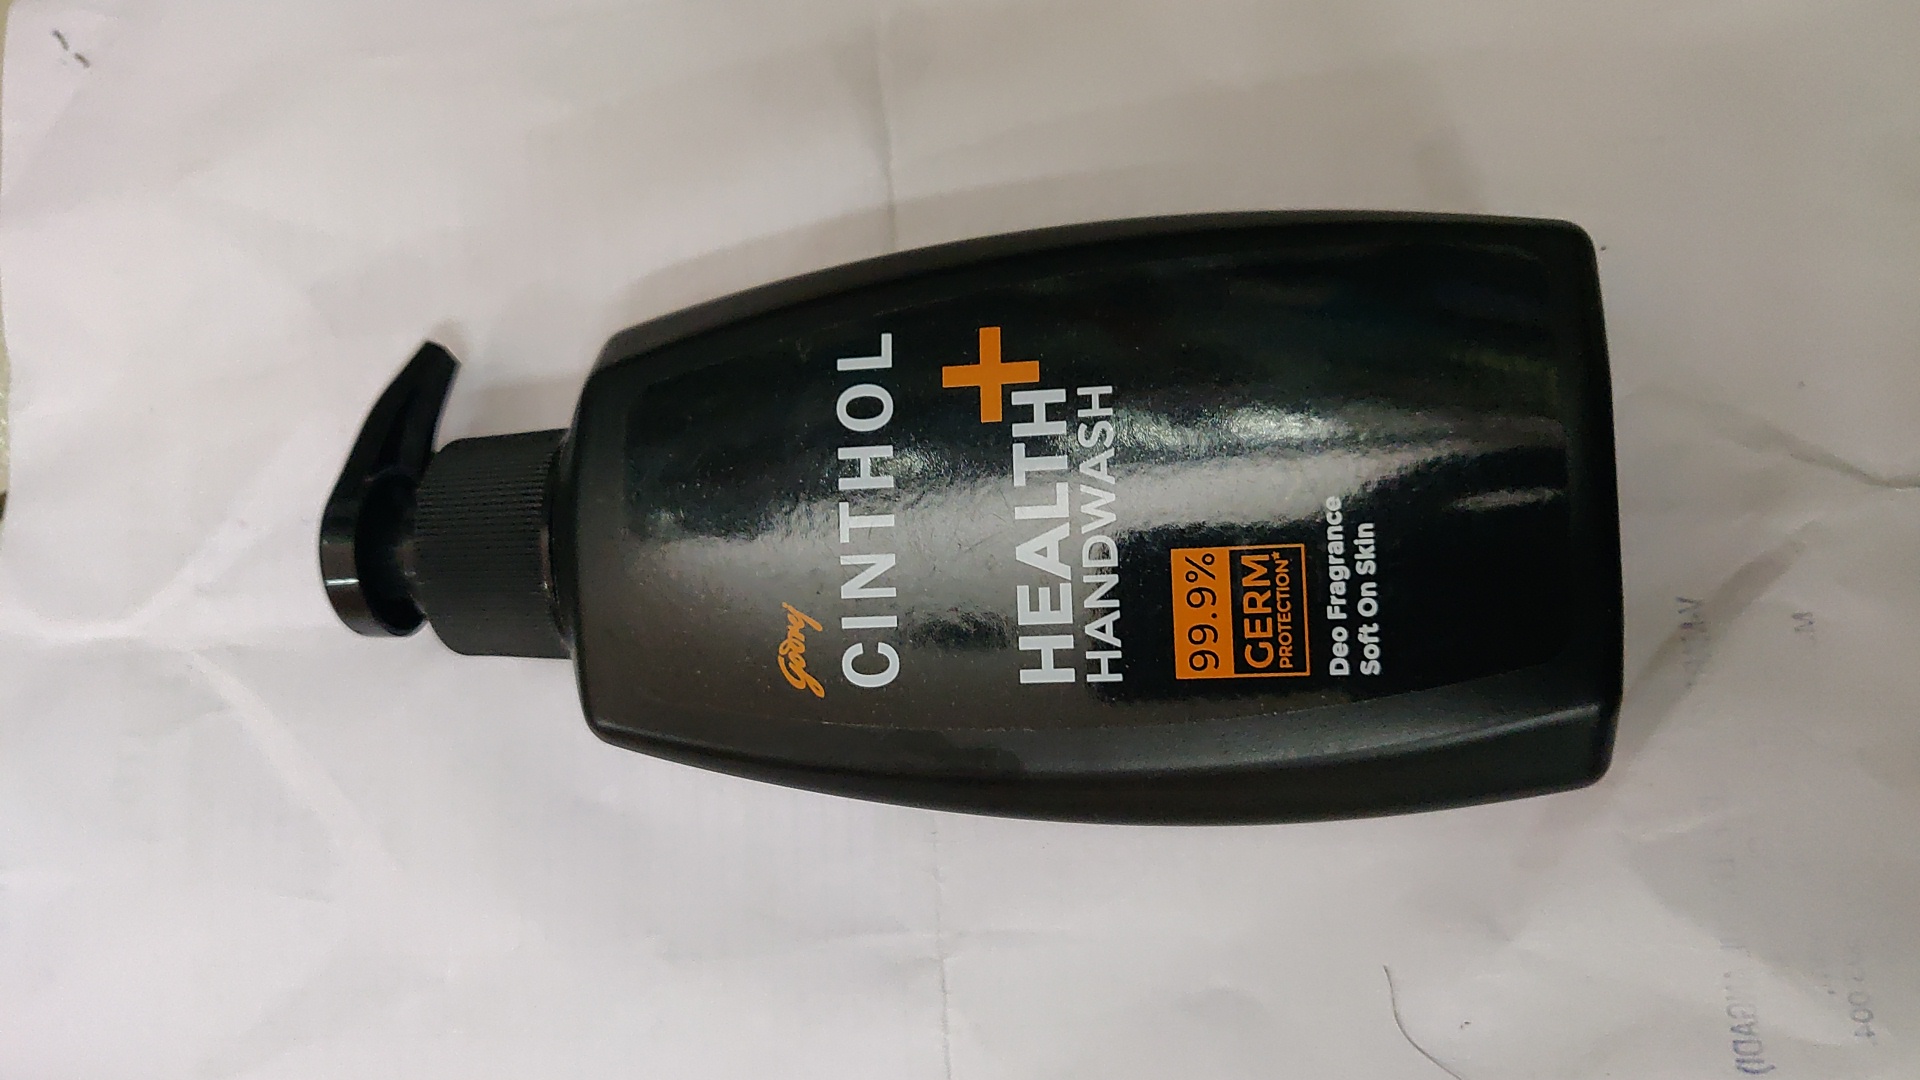 Godrej
CINTHOL
HEALTH+
HANDWASH
99.9%
GERM
PROTECTION*
Deo Fragrance
Soft On Skin